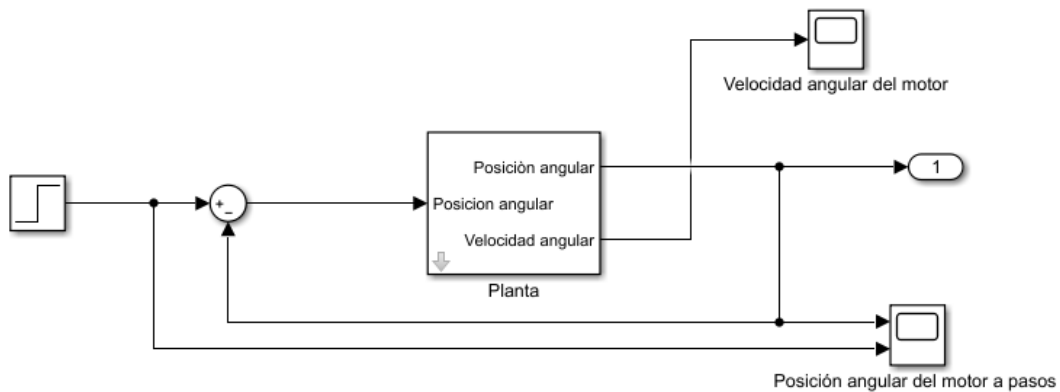 Velocidad angular del motor
Posiciòn angular
1
+
−
Posicion angular
Velocidad angular
Planta
Posición angular del motor a pasos